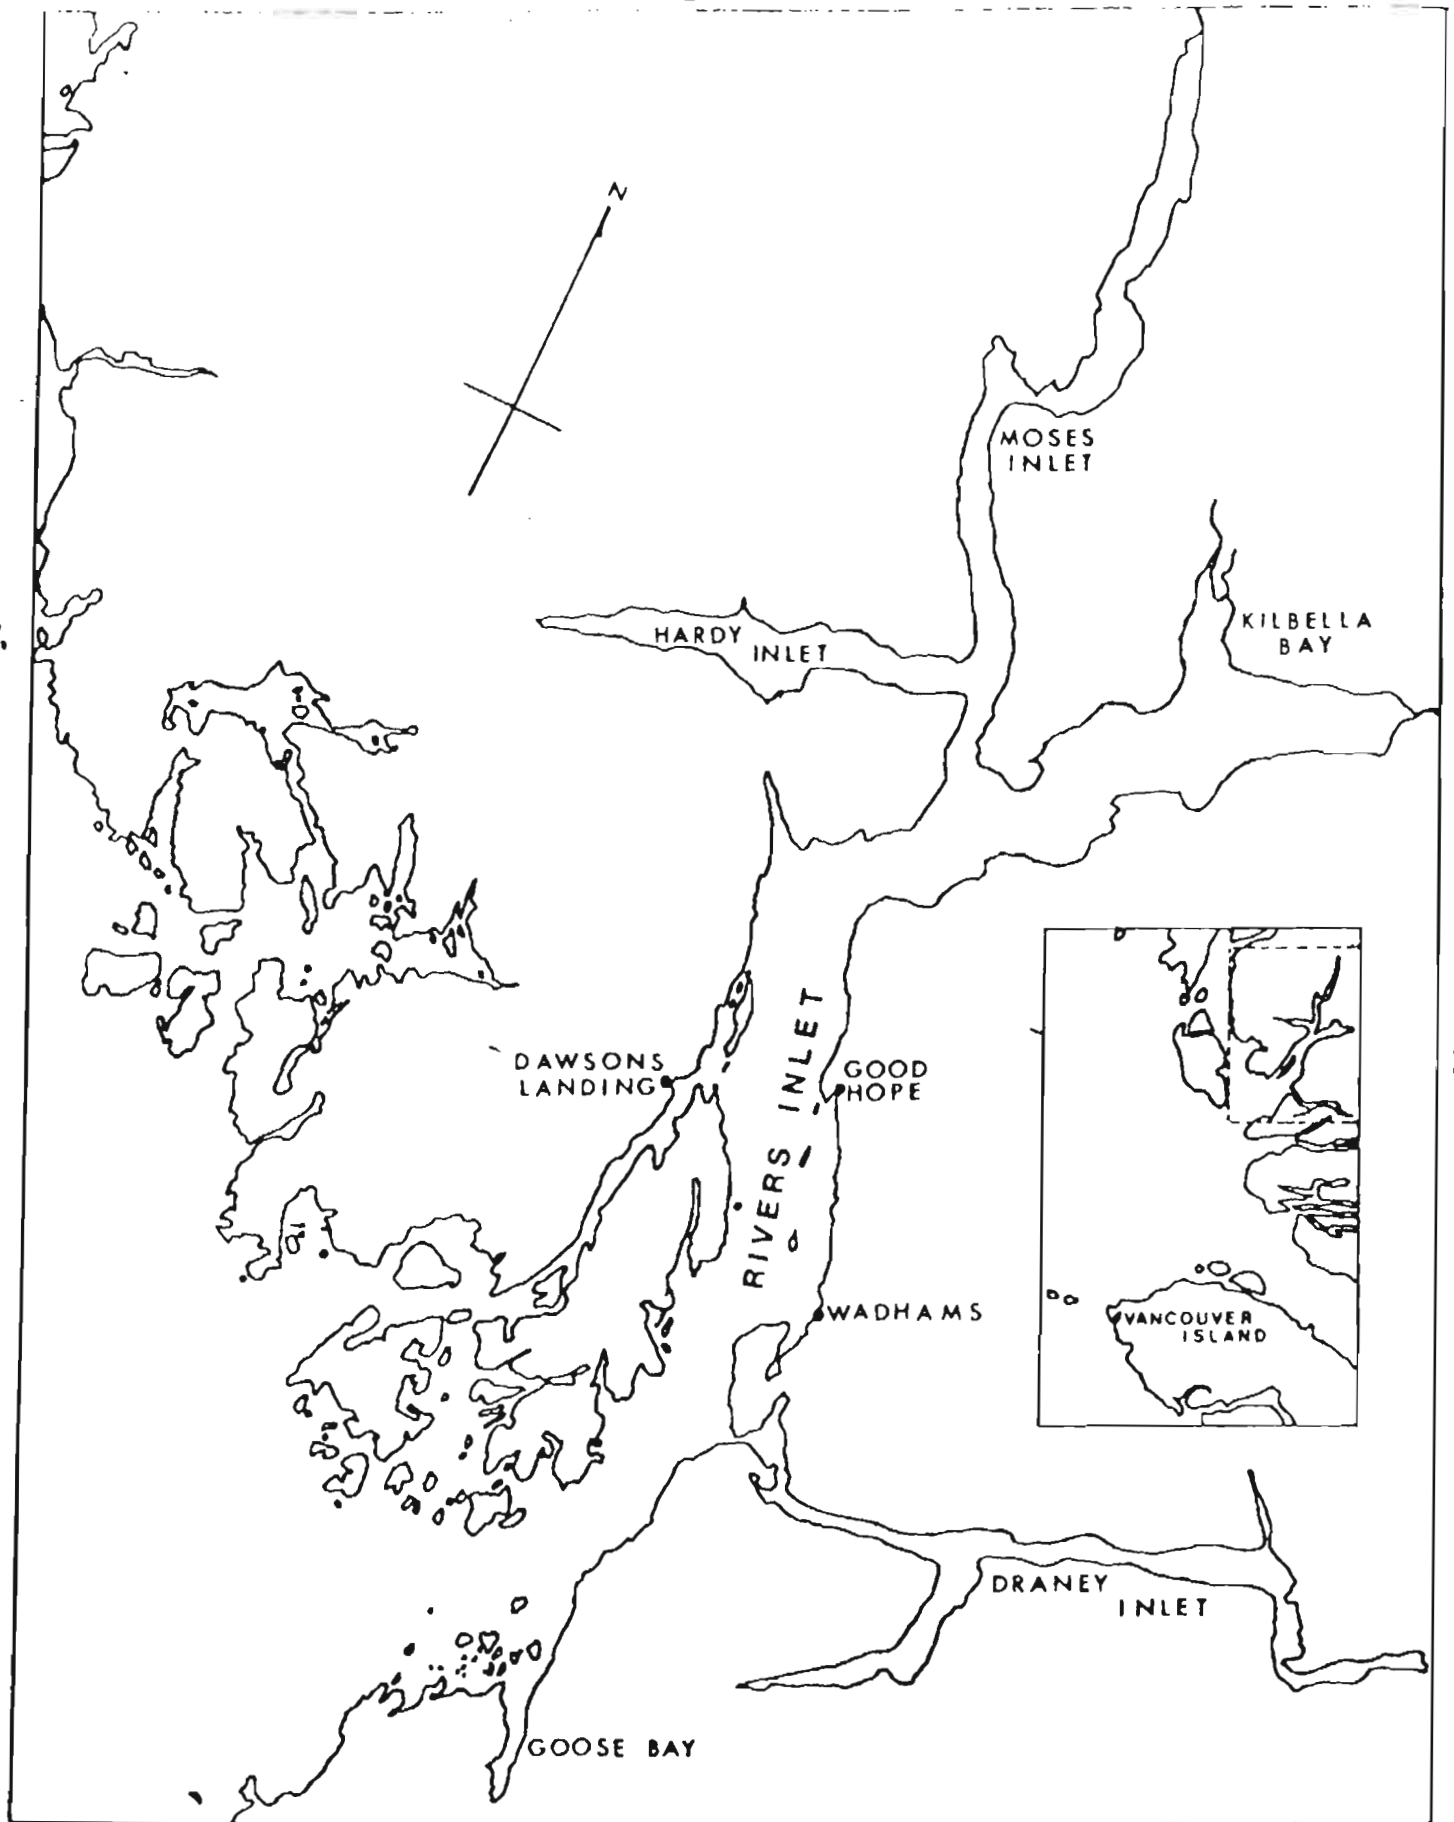 N
MOSES
INLET
KILBELLA
BAY
HARDY
INLET
DAWSONS
LANDING
GOOD
HOPE
RIVERS INLET
WADHAMS
VANCOUVER
ISLAND
DRANEY
INLET
GOOSE BAY